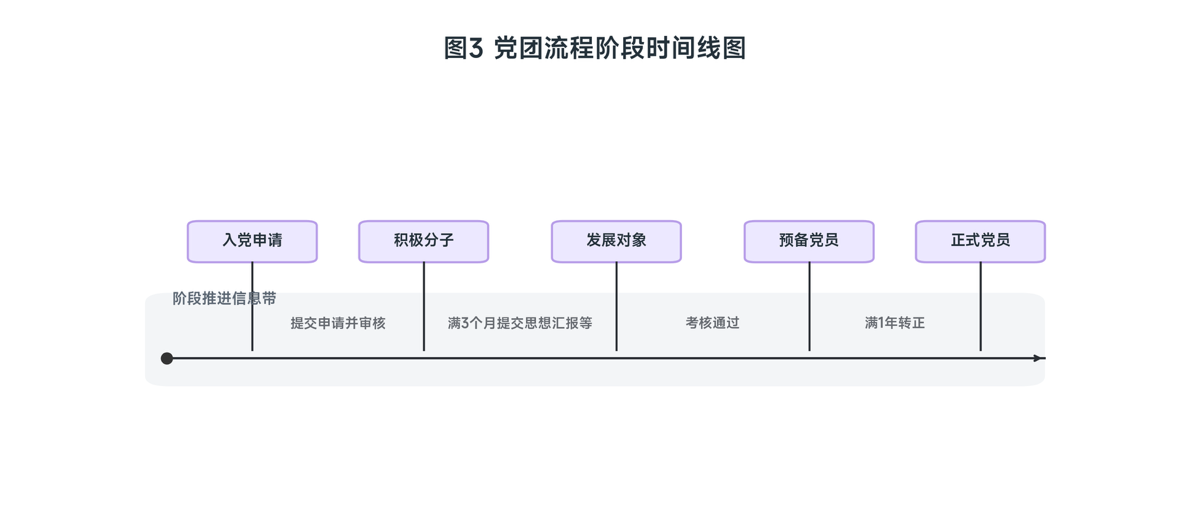 图3 党团流程阶段时间线图
入党申请
积极分子
发展对象
预备党员
正式党员
阶段推进信息带
提交申请并审核
满3个月提交思想汇报等
考核通过
满1年转正